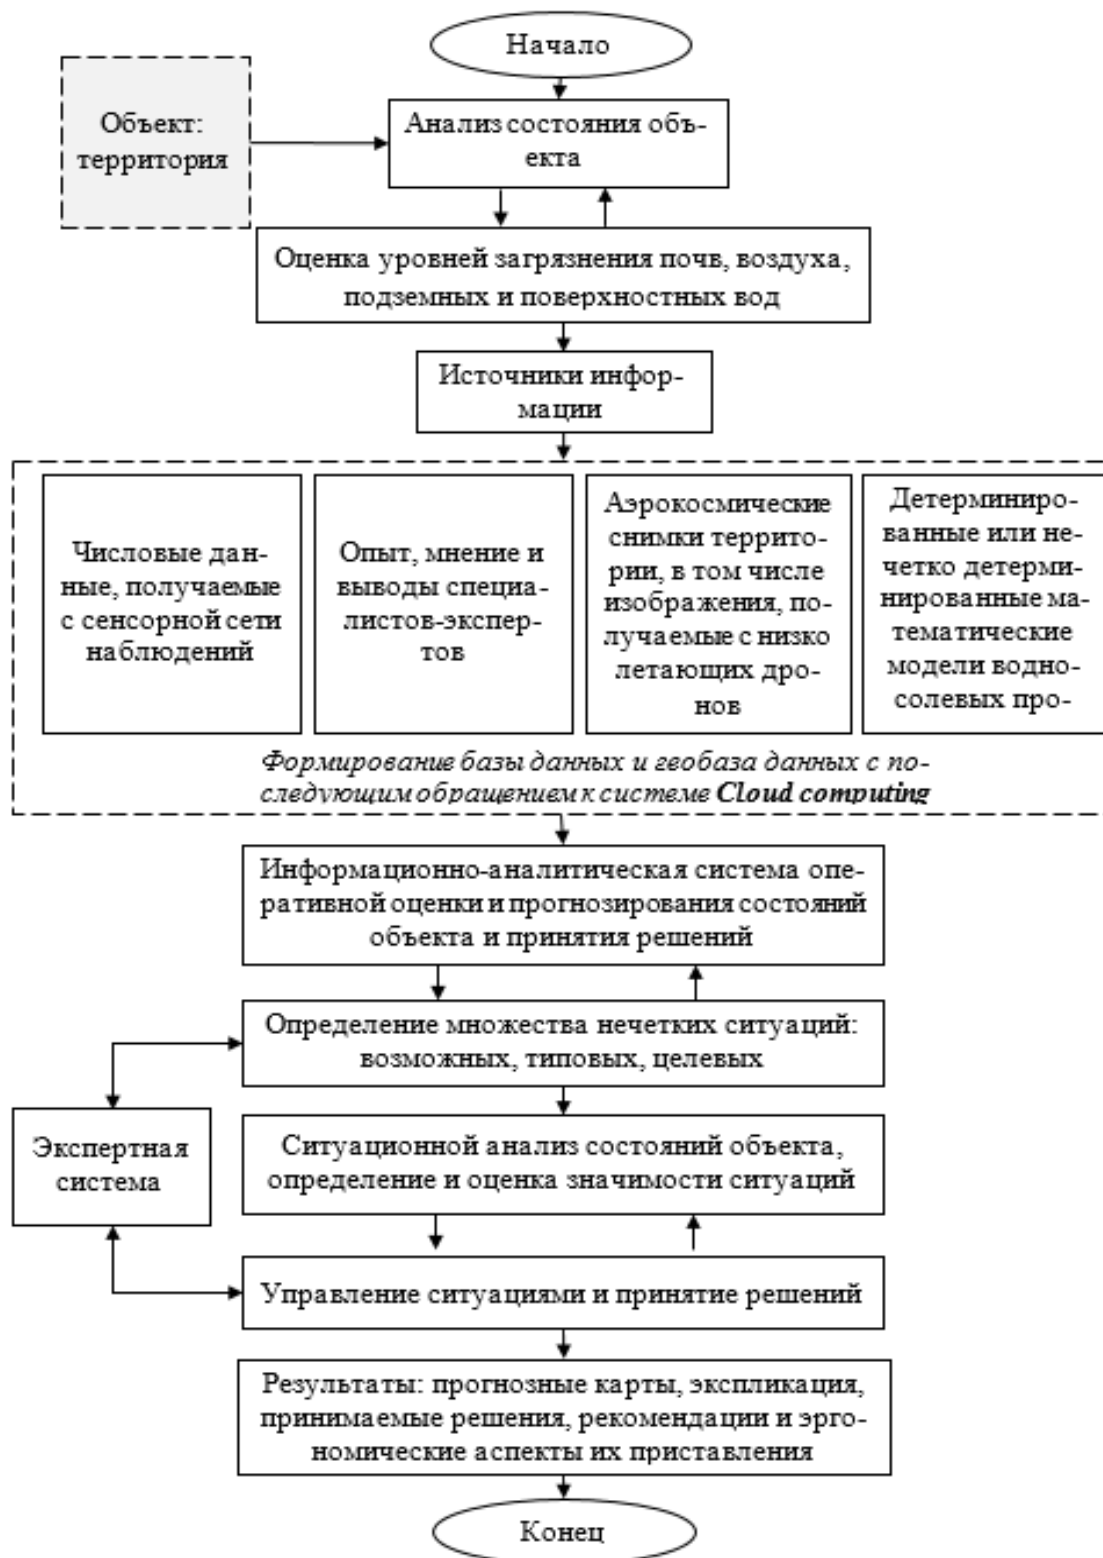 Начало
Объект:
территория
Анализ состояния объ-
екта
Оценка уровней загрязнения почв, воздуха,
подземных и поверхностных вод
Источники инфор-
мации
Числовые дан-
ные, получаемые
с сенсорной сети
наблюдений
Опыт, мнение и
выводы специа-
листов-экспер-
тов
Аэрокосмические
снимки террито-
рии, в том числе
изображения, по-
лучаемые с низко
летающих дро-
нов
Детерминиро-
ванные или не-
четко детерми-
нированные ма-
тематические
модели водно-
солевых про-
Формирование базы данных и геобаза данных с по-
следующим обращением к системе Cloud computing
Информационно-аналитическая система опе-
ративной оценки и прогнозирования состояний
объекта и принятия решений
Определение множества нечетких ситуаций:
возможных, типовых, целевых
Экспертная
система
Ситуационной анализ состояний объекта,
определение и оценка значимости ситуаций
Управление ситуациями и принятие решений
Результаты: прогнозные карты, экспликация,
принимаемые решения, рекомендации и эрго-
номические аспекты их приставления
Конец